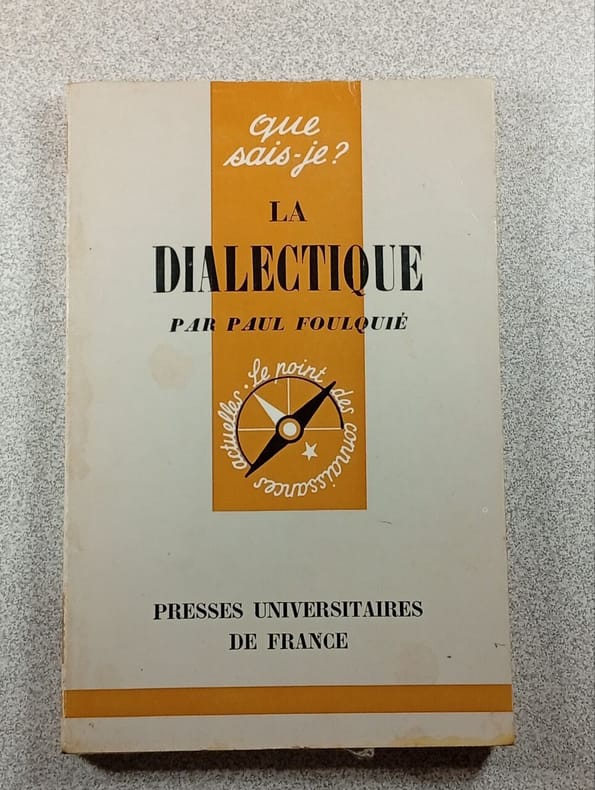 que
sais-je?
LA
DIALECTIQUE
PAR PAUL FOULQUIÉ
Le point des connaissances actuelles.
PRESSES UNIVERSITAIRES
DE FRANCE